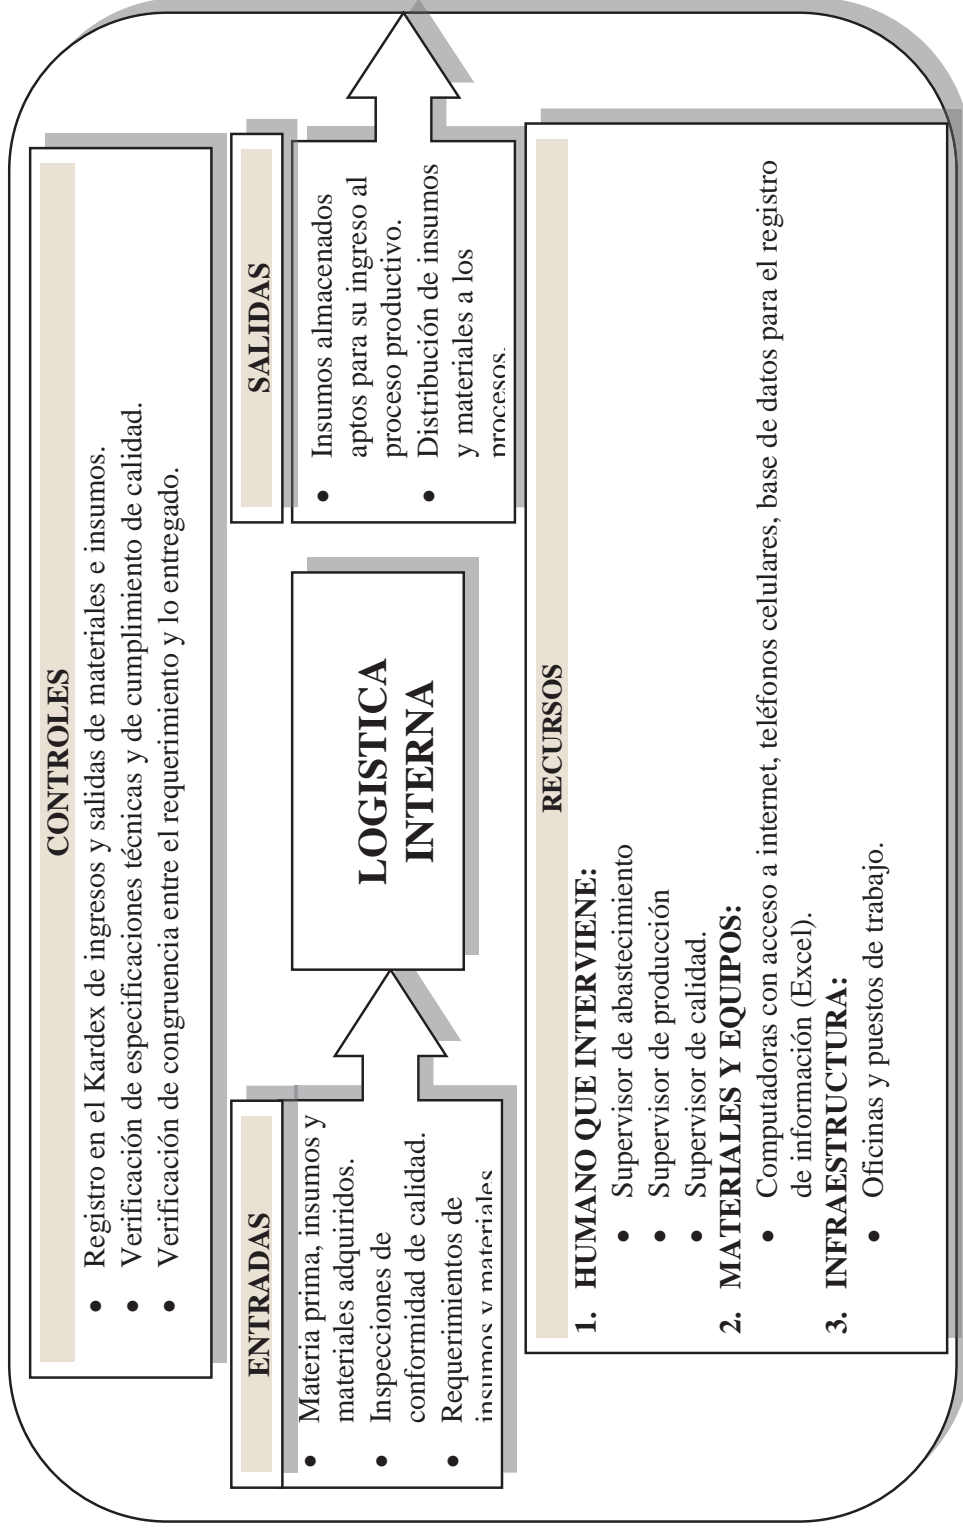 CONTROLES
• Registro en el Kardex de ingresos y salidas de materiales e insumos.
• Verificación de especificaciones técnicas y de cumplimiento de calidad.
• Verificación de congruencia entre el requerimiento y lo entregado.
ENTRADAS
• Materia prima, insumos y
materiales adquiridos.
• Inspecciones de
conformidad de calidad.
• Requerimientos de
insumos y materiales
LOGISTICA
INTERNA
SALIDAS
• Insumos almacenados
aptos para su ingreso al
proceso productivo.
• Distribución de insumos
y materiales a los
procesos.
RECURSOS
1. HUMANO QUE INTERVIENE:
• Supervisor de abastecimiento
• Supervisor de producción
• Supervisor de calidad.
2. MATERIALES Y EQUIPOS:
• Computadoras con acceso a internet, teléfonos celulares, base de datos para el registro
de información (Excel).
3. INFRAESTRUCTURA:
• Oficinas y puestos de trabajo.